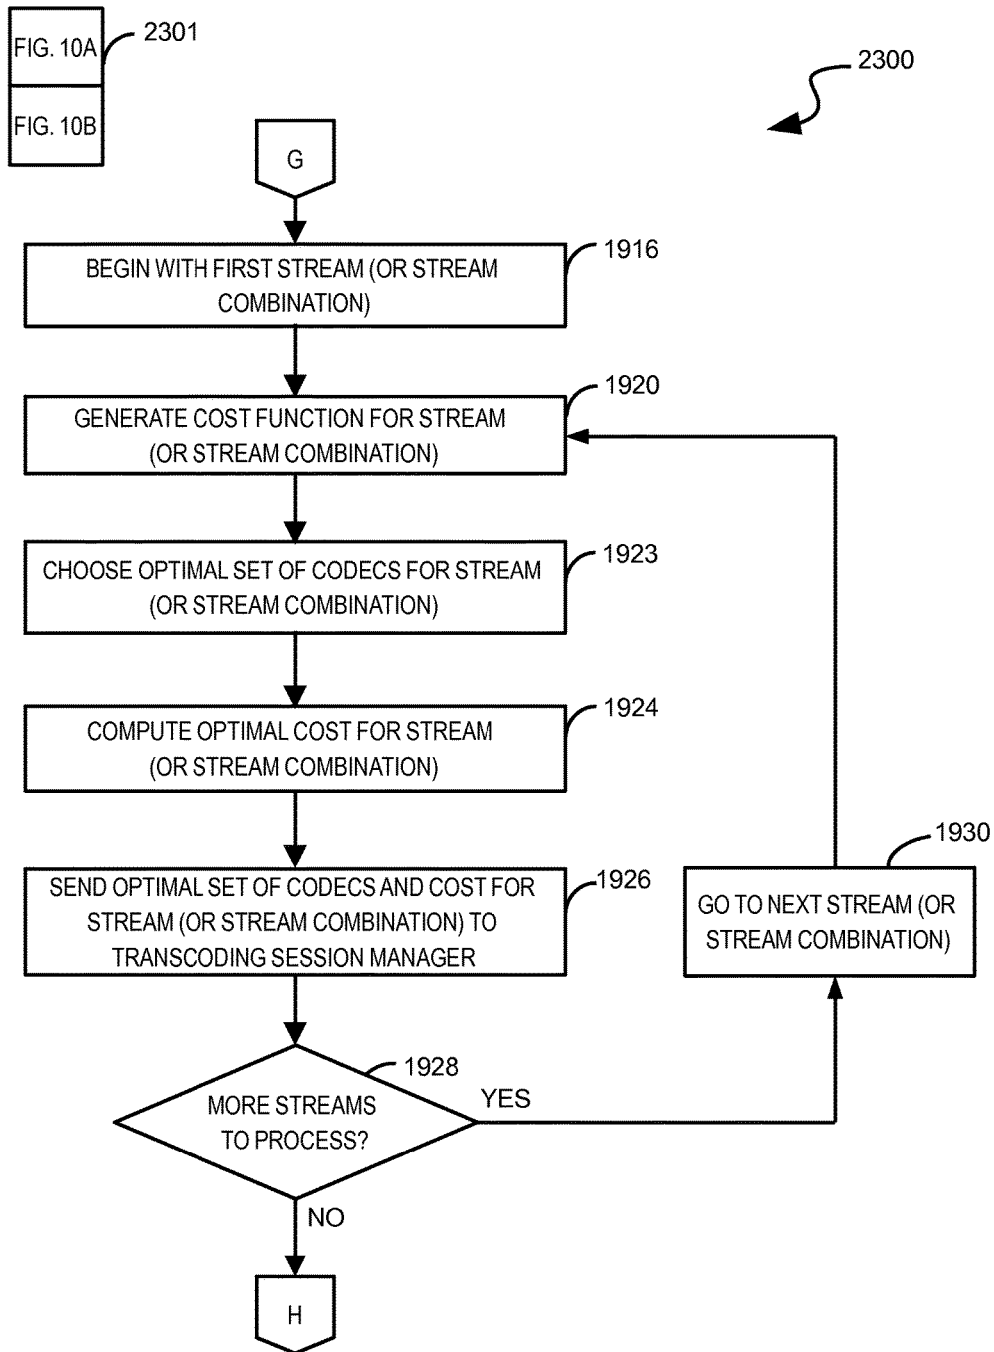 FIG. 10A
2301
FIG. 10B
2300
G
1916
BEGIN WITH FIRST STREAM (OR STREAM
COMBINATION)
1920
GENERATE COST FUNCTION FOR STREAM
(OR STREAM COMBINATION)
1923
CHOOSE OPTIMAL SET OF CODECS FOR STREAM
(OR STREAM COMBINATION)
1924
COMPUTE OPTIMAL COST FOR STREAM
(OR STREAM COMBINATION)
1926
SEND OPTIMAL SET OF CODECS AND COST FOR
STREAM (OR STREAM COMBINATION) TO
TRANSCODING SESSION MANAGER
1930
GO TO NEXT STREAM (OR
STREAM COMBINATION)
1928
MORE STREAMS
TO PROCESS?
YES
NO
H